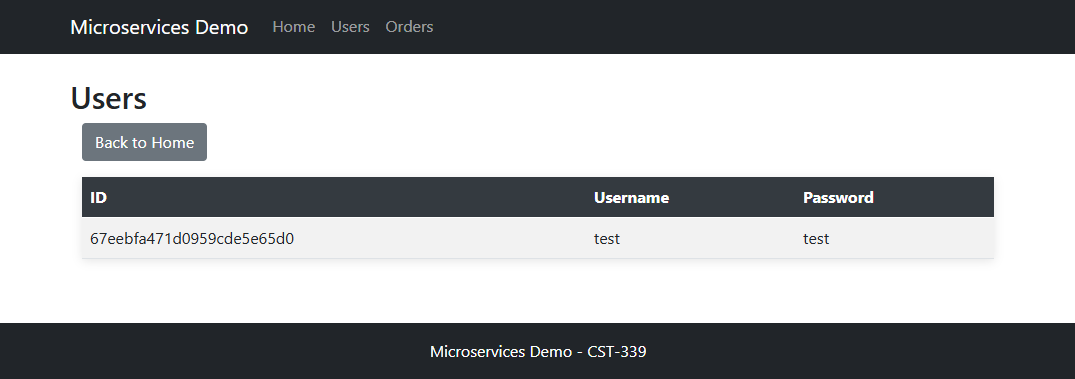 Microservices Demo Home Users Orders
Users
Back to Home
ID Username Password
67eebfa471d0959cde5e65d0 test test
Microservices Demo - CST-339